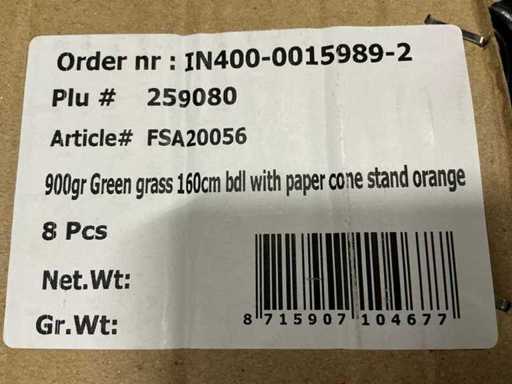 Order nr : IN400-0015989-2
Plu # 259080
Article# FSA20056
900gr Green grass 160cm bdl with paper cone stand orange
8 Pcs
Net.Wt:
Gr.Wt:
8 715907 104677